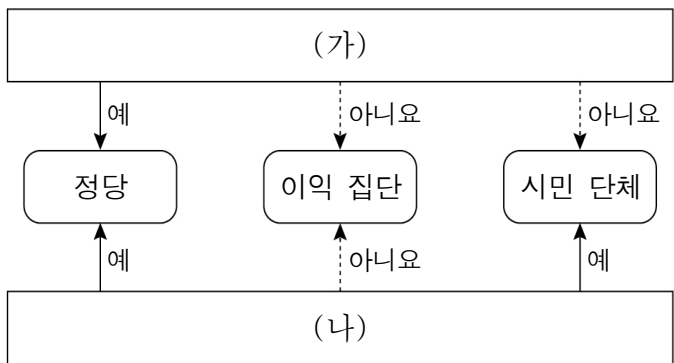 (가)
예 아니요 아니요
정당 이익 집단 시민 단체
예 아니요 예
(나)